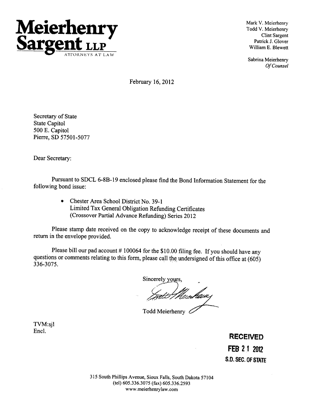 Meierhenry
Sargent LLP
ATTORNEYS AT LAW
Mark V. Meierhenry
Todd V. Meierhenry
Clint Sargent
Patrick J. Glover
William E. Blewett
Sabrina Meierhenry
Of Counsel
February 16, 2012
Secretary of State
State Capitol
500 E. Capitol
Pierre, SD 57501-5077
Dear Secretary:
Pursuant to SDCL 6-8B-19 enclosed please find the Bond Information Statement for the
following bond issue:
• Chester Area School District No. 39-1
Limited Tax General Obligation Refunding Certificates
(Crossover Partial Advance Refunding) Series 2012
Please stamp date received on the copy to acknowledge receipt of these documents and
return in the envelope provided.
Please bill our pad account # 100064 for the $10.00 filing fee. If you should have any
questions or comments relating to this form, please call the undersigned of this office at (605)
336-3075.
Sincerely yours,
Todd Meierhenry
TVM:sjl
Encl.
RECEIVED
FEB 21 2012
S.D. SEC. OF STATE
315 South Phillips Avenue, Sioux Falls, South Dakota 57104
(tel) 605.336.3075 (fax) 605.336.2593
www.meierhenrylaw.com